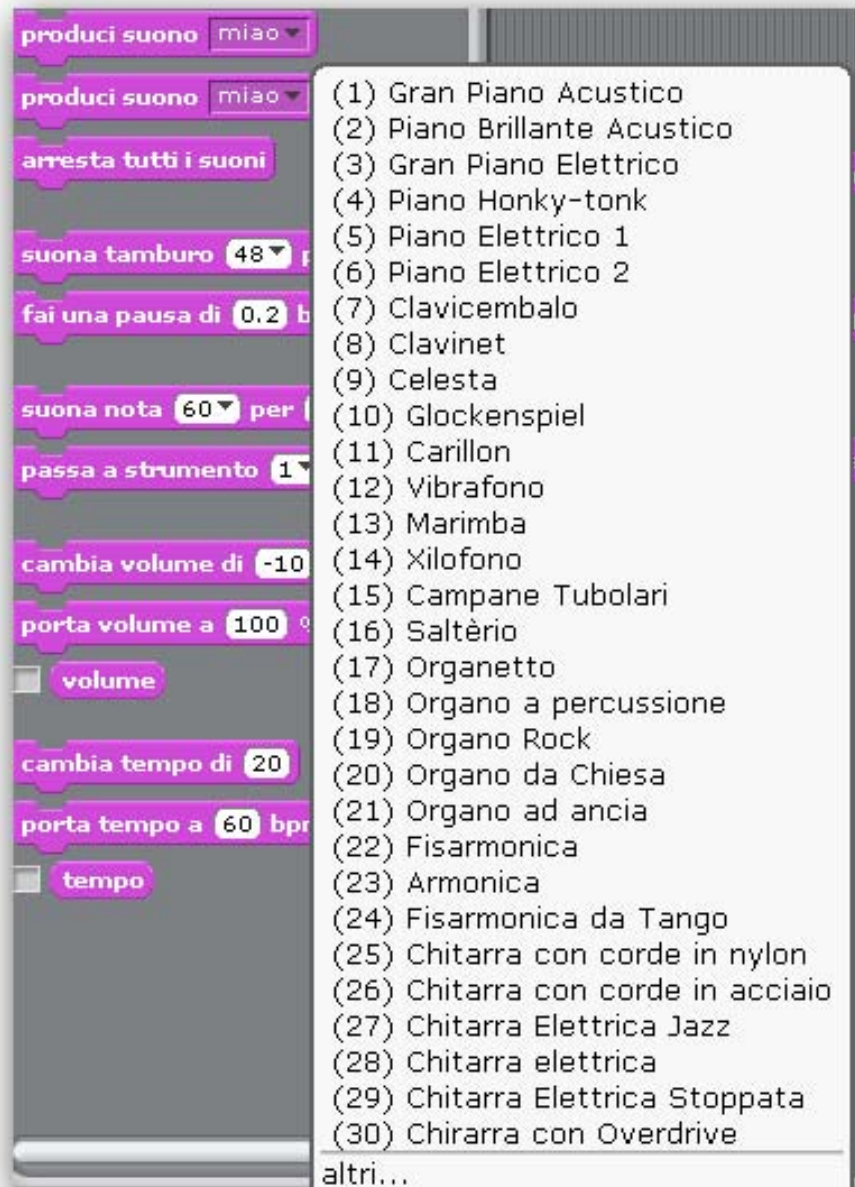 produci suono miao
produci suono miao
arresta tutti i suoni
suona tamburo 48
fai una pausa di 0.2
suona nota 60 per
passa a strumento 1
cambia volume di -10
porta volume a 100
volume
cambia tempo di 20
porta tempo a 60
tempo
(1) Gran Piano Acustico
(2) Piano Brillante Acustico
(3) Gran Piano Elettrico
(4) Piano Honky-tonk
(5) Piano Elettrico 1
(6) Piano Elettrico 2
(7) Clavicembalo
(8) Clavinet
(9) Celesta
(10) Glockenspiel
(11) Carillon
(12) Vibrafono
(13) Marimba
(14) Xilofono
(15) Campane Tubolari
(16) Saltèrio
(17) Organetto
(18) Organo a percussione
(19) Organo Rock
(20) Organo da Chiesa
(21) Organo ad ancia
(22) Fisarmonica
(23) Armonica
(24) Fisarmonica da Tango
(25) Chitarra con corde in nylon
(26) Chitarra con corde in acciaio
(27) Chitarra Elettrica Jazz
(28) Chitarra elettrica
(29) Chitarra Elettrica Stoppata
(30) Chirarra con Overdrive
altri...